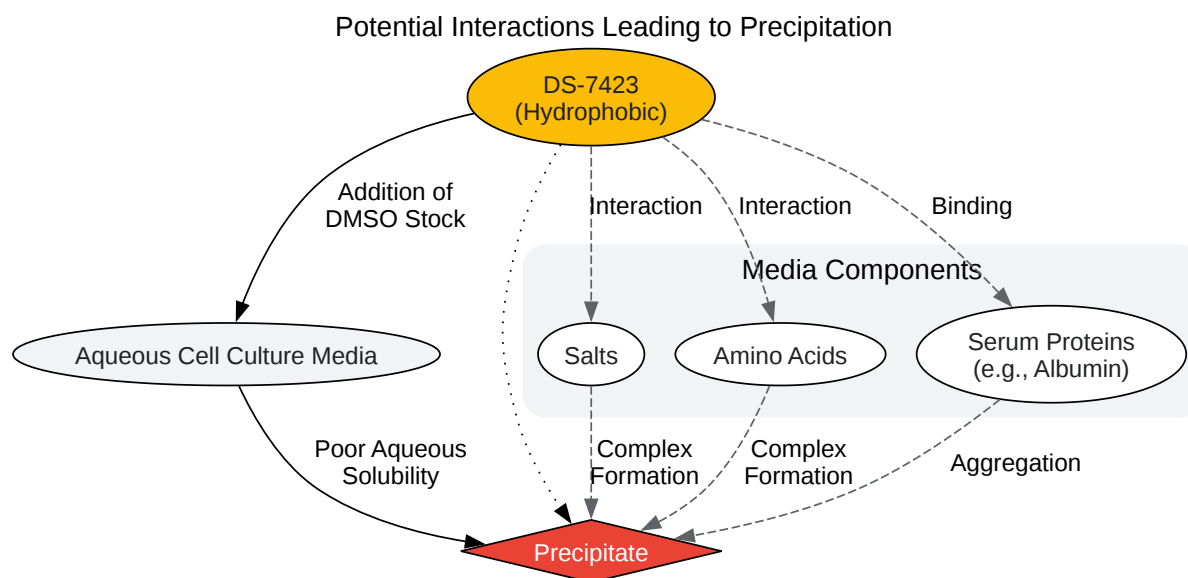 Potential Interactions Leading to Precipitation
DS-7423
(Hydrophobic)
Addition of
DMSO Stock
Interaction
Interaction
Binding
Media Components
Aqueous Cell Culture Media
Salts
Amino Acids
Serum Proteins
(e.g., Albumin)
Poor Aqueous
Solubility
Complex
Formation
Complex
Formation
Aggregation
Precipitate